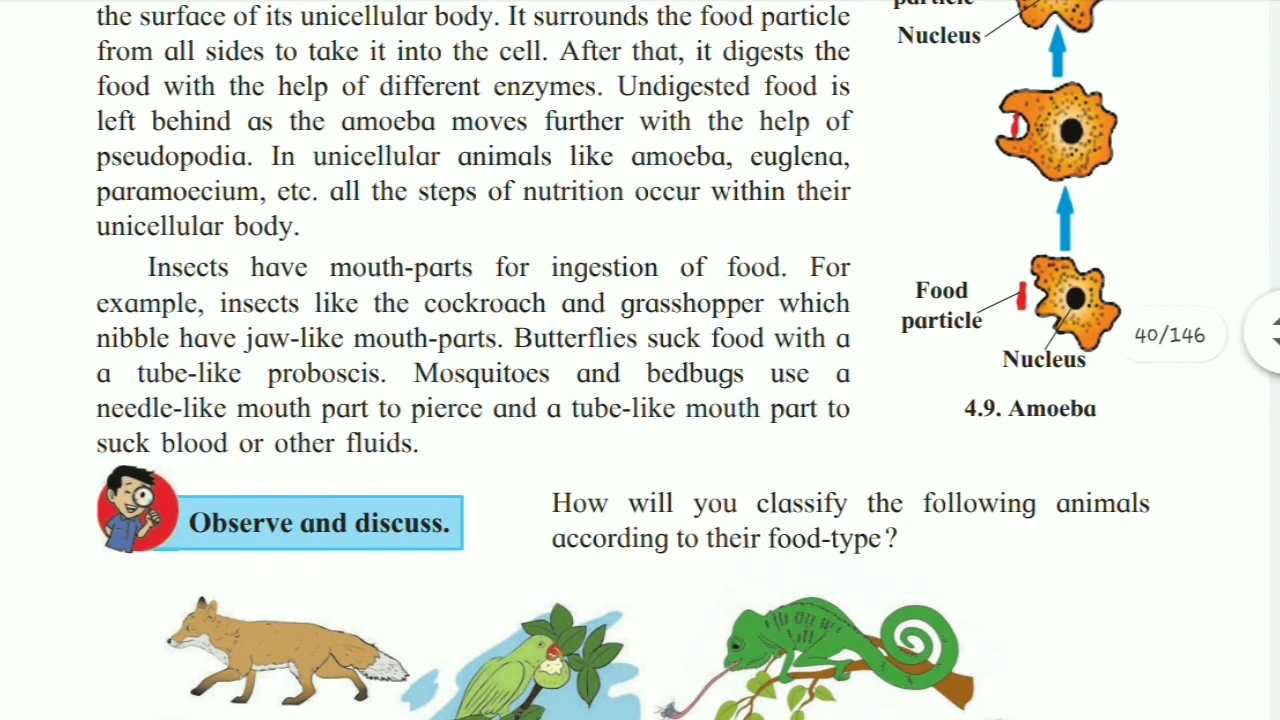 the surface of its unicellular body. It surrounds the food particle
from all sides to take it into the cell. After that, it digests the
food with the help of different enzymes. Undigested food is
left behind as the amoeba moves further with the help of
pseudopodia. In unicellular animals like amoeba, euglena,
paramoecium, etc. all the steps of nutrition occur within their
unicellular body.
Insects have mouth-parts for ingestion of food. For
example, insects like the cockroach and grasshopper which
nibble have jaw-like mouth-parts. Butterflies suck food with a
a tube-like proboscis. Mosquitoes and bedbugs use a
needle-like mouth part to pierce and a tube-like mouth part to
suck blood or other fluids.
particle
Nucleus
Food
particle
Nucleus
40/146
4.9. Amoeba
Observe and discuss.
How will you classify the following animals
according to their food-type?